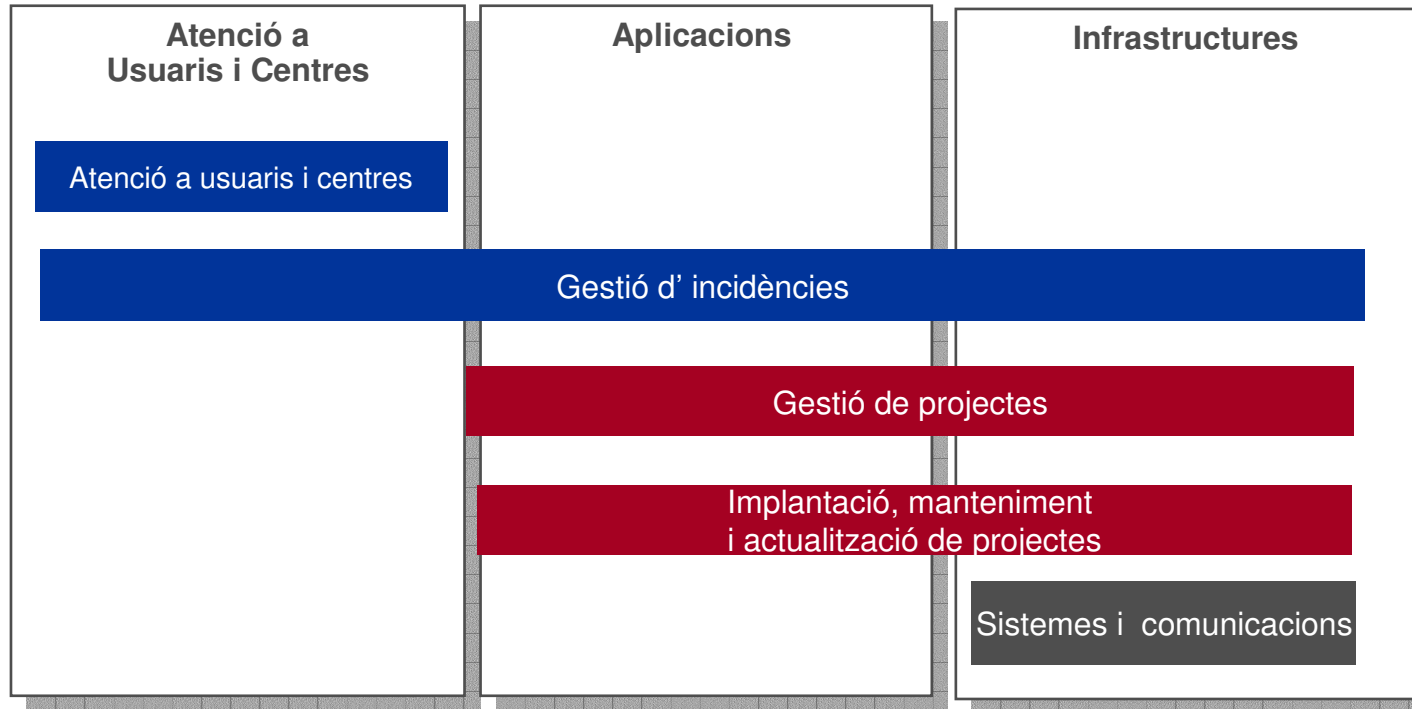 Atenció a
Usuaris i Centres
Aplicacions
Infrastructures
Atenció a usuaris i centres
Gestió d’ incidències
Gestió de projectes
Implantació, manteniment
i actualització de projectes
Sistemes i  comunicacions